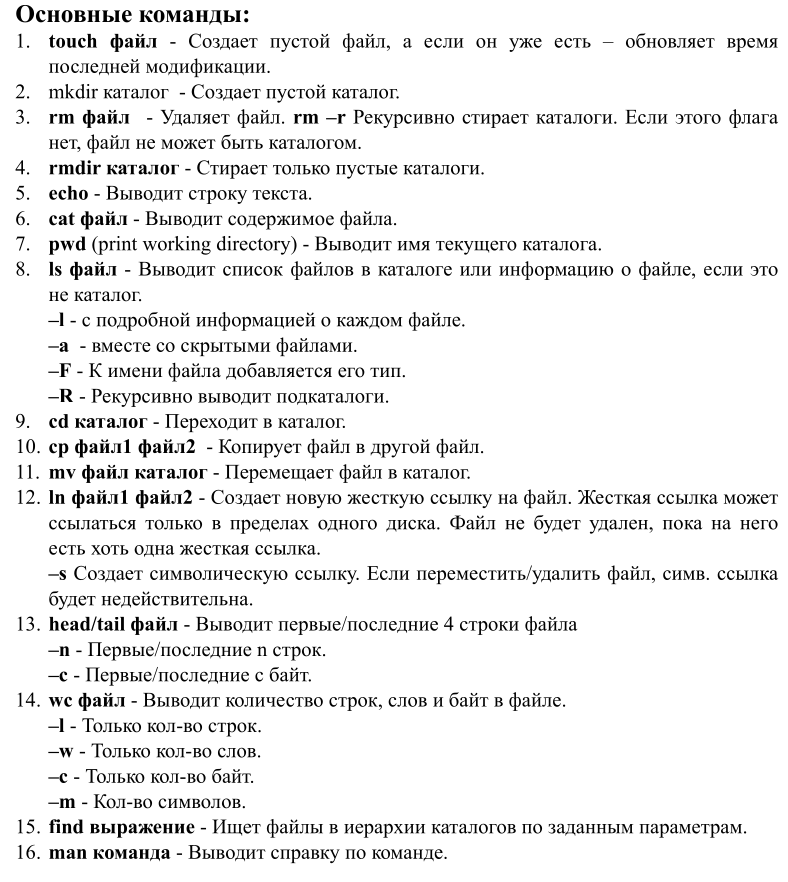 Основные команды:
1. touch файл - Создает пустой файл, а если он уже есть – обновляет время
последней модификации.
2. mkdir каталог - Создает пустой каталог.
3. rm файл - Удаляет файл. rm –r Рекурсивно стирает каталоги. Если этого флага
нет, файл не может быть каталогом.
4. rmdir каталог - Стирает только пустые каталоги.
5. echo - Выводит строку текста.
6. cat файл - Выводит содержимое файла.
7. pwd (print working directory) - Выводит имя текущего каталога.
8. ls файл - Выводит список файлов в каталоге или информацию о файле, если это
не каталог.
–l - с подробной информацией о каждом файле.
–a - вместе со скрытыми файлами.
–F - К имени файла добавляется его тип.
–R - Рекурсивно выводит подкаталоги.
9. cd каталог - Переходит в каталог.
10. cp файл1 файл2 - Копирует файл в другой файл.
11. mv файл каталог - Перемещает файл в каталог.
12. ln файл1 файл2 - Создает новую жесткую ссылку на файл. Жесткая ссылка может
ссылаться только в пределах одного диска. Файл не будет удален, пока на него
есть хоть одна жесткая ссылка.
–s Создает символическую ссылку. Если переместить/удалить файл, симв. ссылка
будет недействительна.
13. head/tail файл - Выводит первые/последние 4 строки файла
–n - Первые/последние n строк.
–c - Первые/последние c байт.
14. wc файл - Выводит количество строк, слов и байт в файле.
–l - Только кол-во строк.
–w - Только кол-во слов.
–c - Только кол-во байт.
–m - Кол-во символов.
15. find выражение - Ищет файлы в иерархии каталогов по заданным параметрам.
16. man команда - Выводит справку по команде.